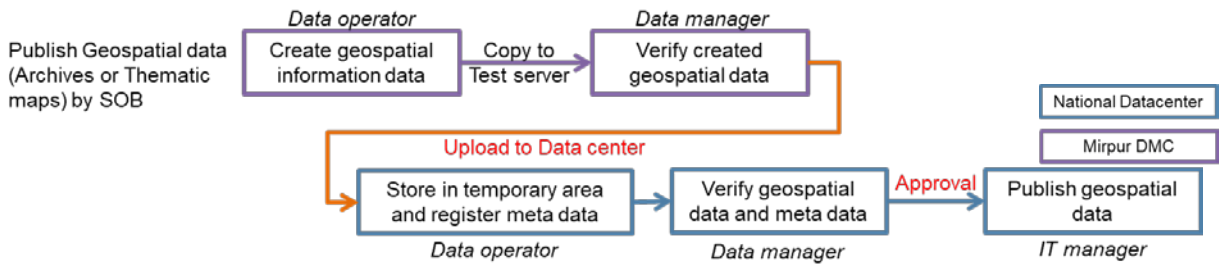 Publish Geospatial data
(Archives or Thematic
maps) by SOB
Data operator
Create geospatial
information data
Copy to
Test server
Data manager
Verify created
geospatial data
National Datacenter
Mirpur DMC
Upload to Data center
Store in temporary area
and register meta data
Data operator
Verify geospatial
data and meta data
Data manager
Approval
Publish geospatial
data
IT manager